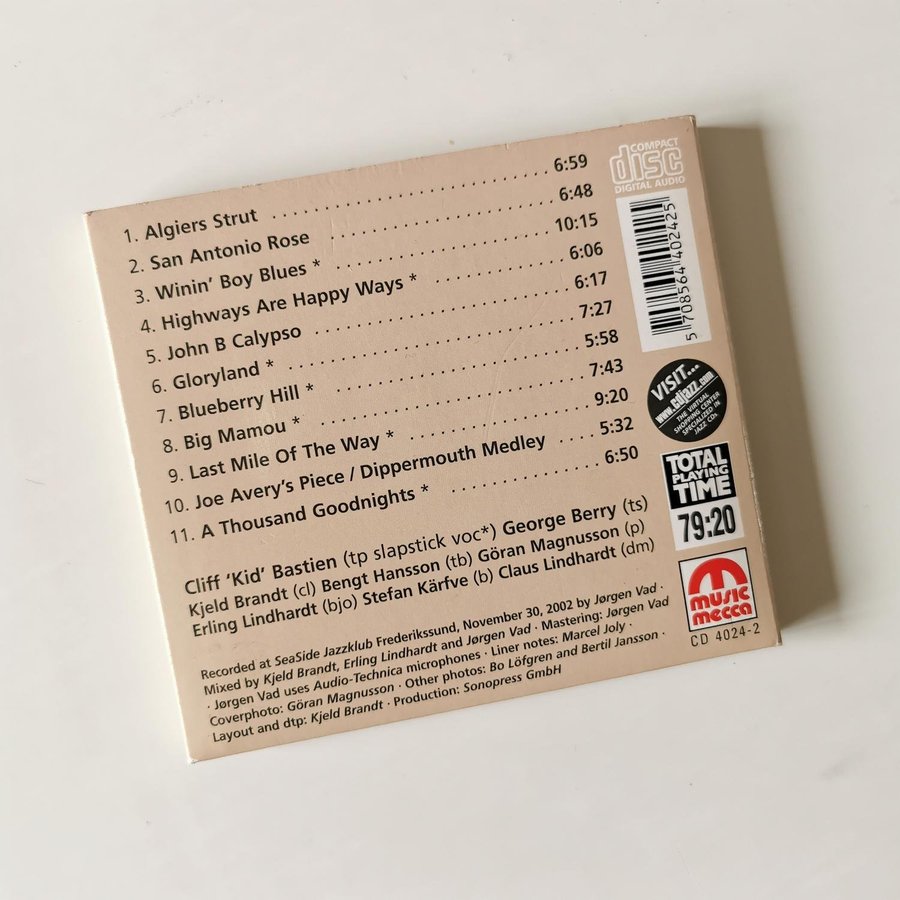 1. Algiers Strut . . . . . . . . . . . . . . . . . . . . . . . . . . . . 6:59
2. San Antonio Rose . . . . . . . . . . . . . . . . . . . . . . . 6:48
3. Winin' Boy Blues * . . . . . . . . . . . . . . . . . . . . . . 10:15
4. Highways Are Happy Ways * . . . . . . . . . . . . . . 6:06
5. John B Calypso . . . . . . . . . . . . . . . . . . . . . . . . . 6:17
6. Gloryland * . . . . . . . . . . . . . . . . . . . . . . . . . . . . 7:27
7. Blueberry Hill * . . . . . . . . . . . . . . . . . . . . . . . . . 5:58
8. Big Mamou * . . . . . . . . . . . . . . . . . . . . . . . . . . . 7:43
9. Last Mile Of The Way * . . . . . . . . . . . . . . . . . . 9:20
10. Joe Avery's Piece / Dippermouth Medley . . . . 5:32
11. A Thousand Goodnights * . . . . . . . . . . . . . . . 6:50
Cliff 'Kid' Bastien (tp slapstick voc*) George Berry (ts)
Kjeld Brandt (cl) Bengt Hansson (tb) Göran Magnusson (p)
Erling Lindhardt (bjo) Stefan Kärfve (b) Claus Lindhardt (dm)
Recorded at SeaSide Jazzklub Frederikssund, November 30, 2002 by Jørgen Vad ·
Mixed by Kjeld Brandt, Erling Lindhardt and Jørgen Vad · Mastering: Jørgen Vad
· Jørgen Vad uses Audio-Technica microphones · Liner notes: Marcel Joly ·
Coverphoto: Göran Magnusson · Other photos: Bo Löfgren and Bertil Jansson ·
Layout and dtp: Kjeld Brandt · Production: Sonopress GmbH
COMPACT
disc
DIGITAL AUDIO
5 708564 402425
VISIT...
www.cdjazz.com
THE VIRTUAL
SHOPPING CENTER
SPECIALIZED IN
JAZZ CDs
TOTAL
PLAYING
TIME
79:20
music
mecca
CD 4024-2